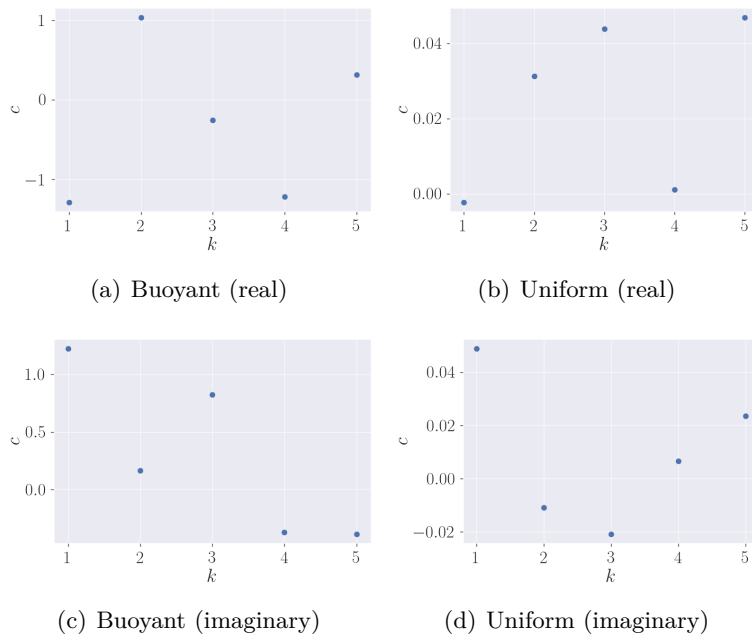 1
0
−1
c
1 2 3 4 5
k
(a) Buoyant (real)
0.04
0.02
0.00
c
1 2 3 4 5
k
(b) Uniform (real)
1.0
0.5
0.0
c
1 2 3 4 5
k
(c) Buoyant (imaginary)
0.04
0.02
0.00
−0.02
c
1 2 3 4 5
k
(d) Uniform (imaginary)